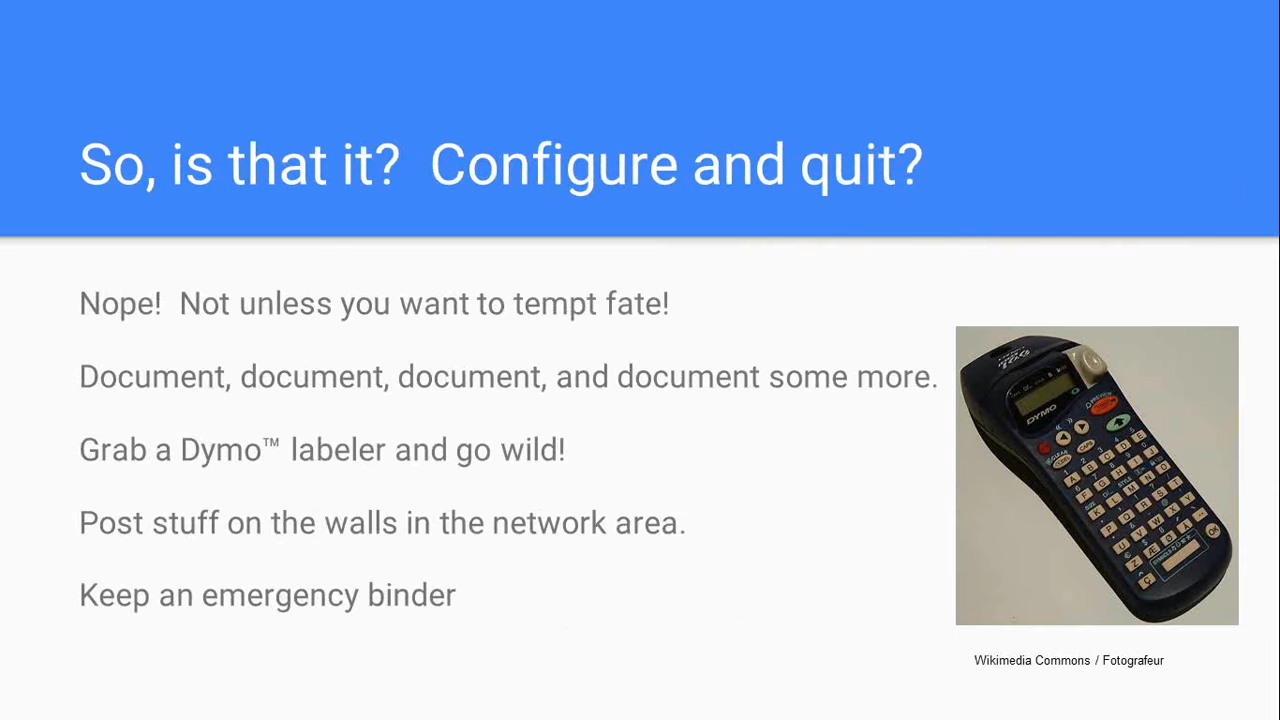 So, is that it?  Configure and quit?
Nope!  Not unless you want to tempt fate!
Document, document, document, and document some more.
Grab a Dymo™ labeler and go wild!
Post stuff on the walls in the network area.
Keep an emergency binder
DYMO
PREVIEW
Wikimedia Commons / Fotografeur